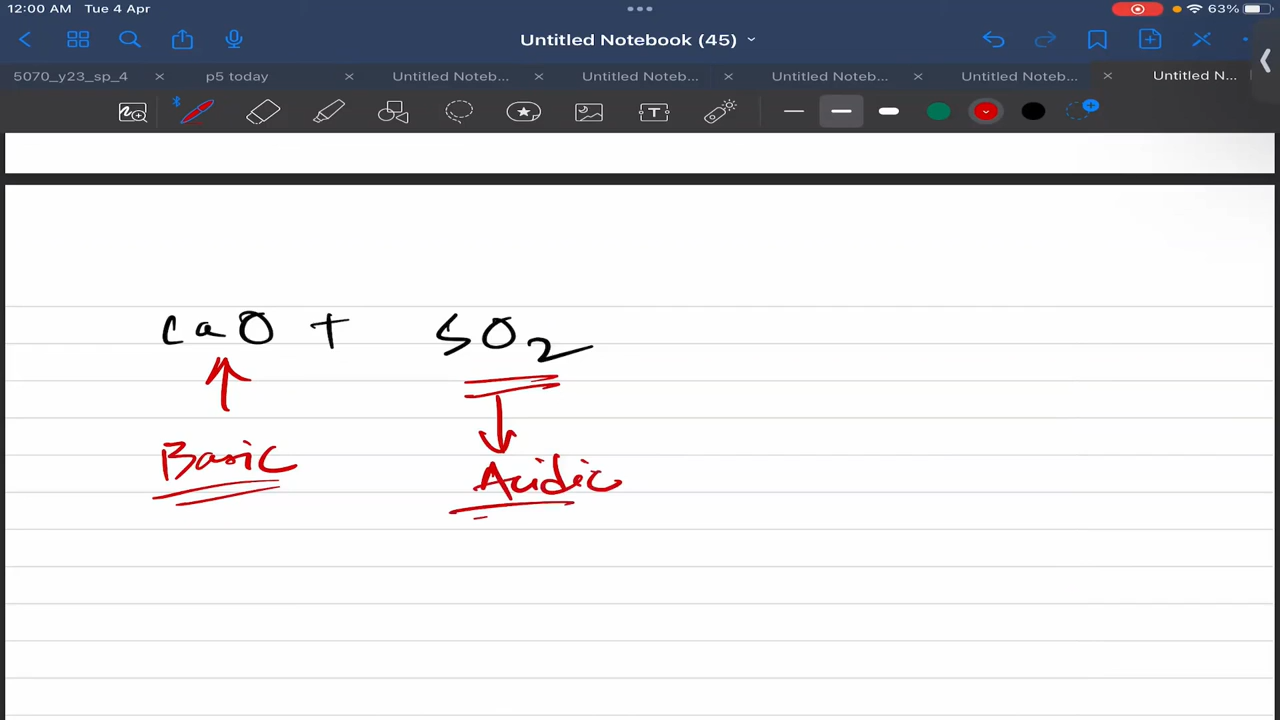 12:00 AM Tue 4 Apr
63%
Untitled Notebook (45)
5070_y23_sp_4
p5 today
Untitled Noteb...
Untitled Noteb...
Untitled Noteb...
Untitled Noteb...
Untitled N...
CaO + SO2
Basic
Acidic